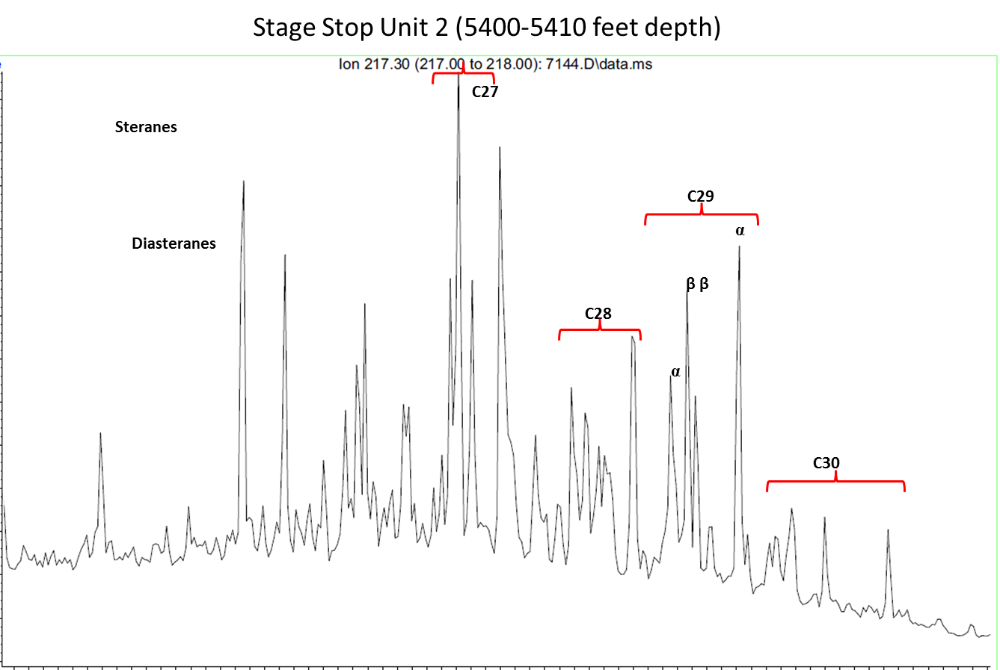 Stage Stop Unit 2 (5400-5410 feet depth)
Ion 217.30 (217.00 to 218.00): 7144.D\data.ms
C27
Steranes
C29
α
Diasteranes
β β
C28
α
C30